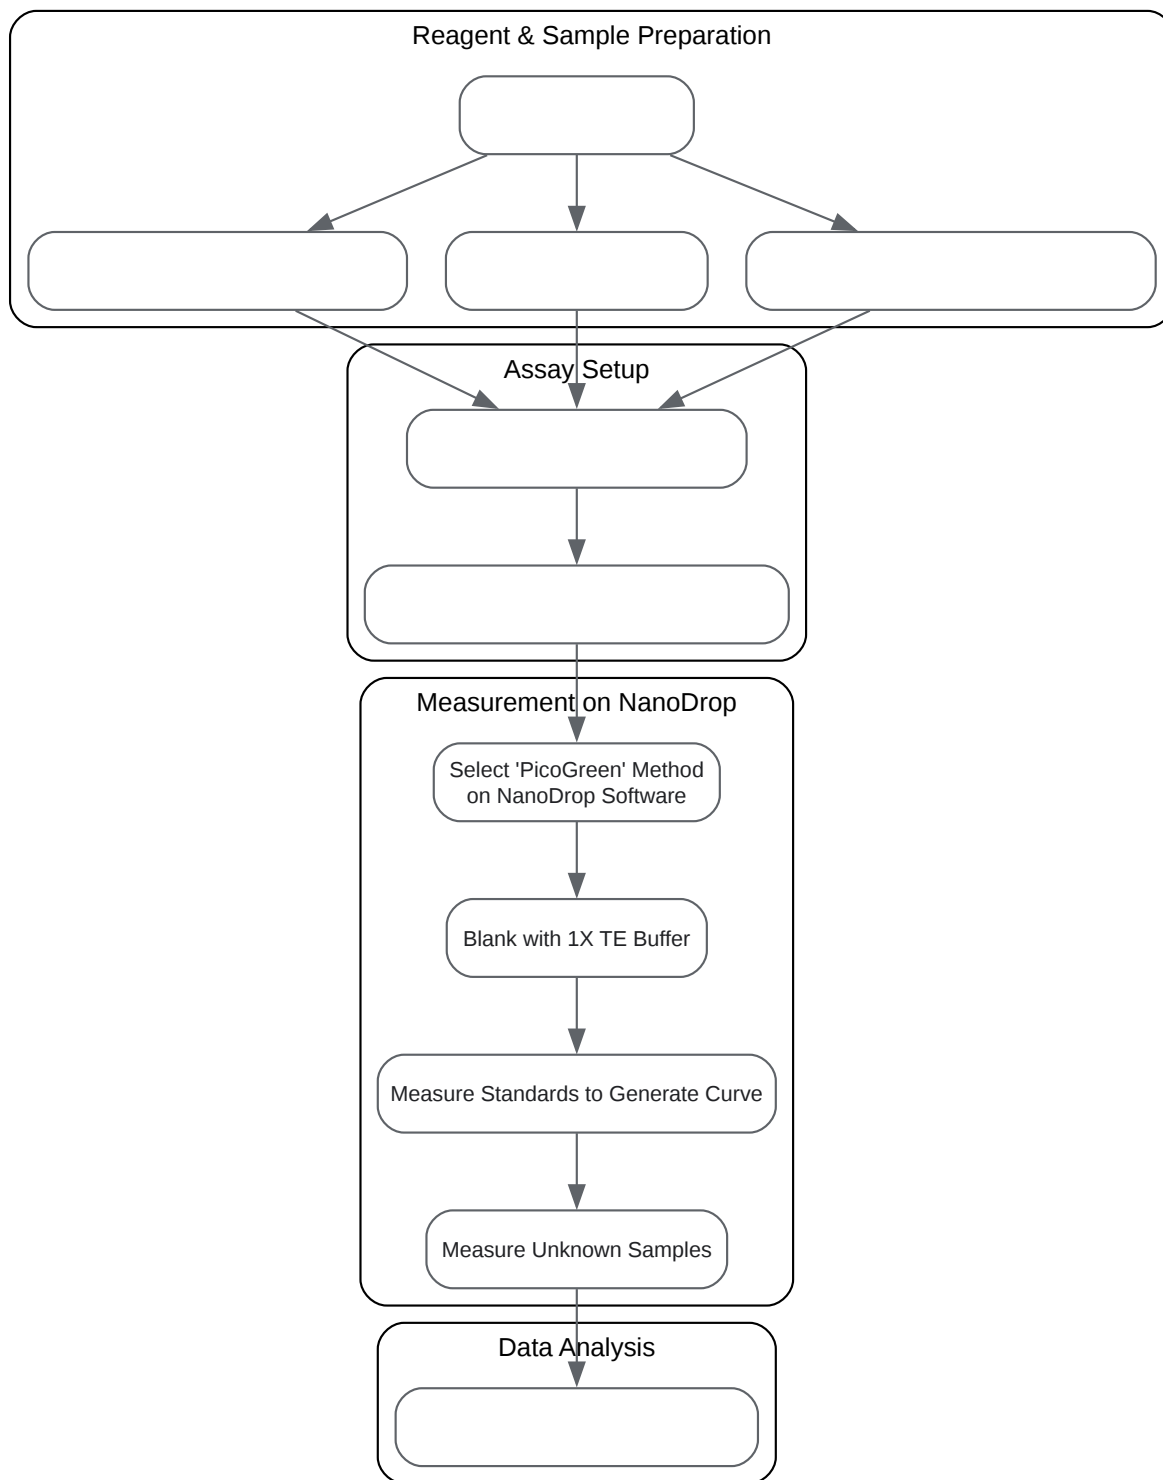 Reagent & Sample Preparation
Assay Setup
Measurement on NanoDrop
Select 'PicoGreen' Method
on NanoDrop Software
Blank with 1X TE Buffer
Measure Standards to Generate Curve
Measure Unknown Samples
Data Analysis